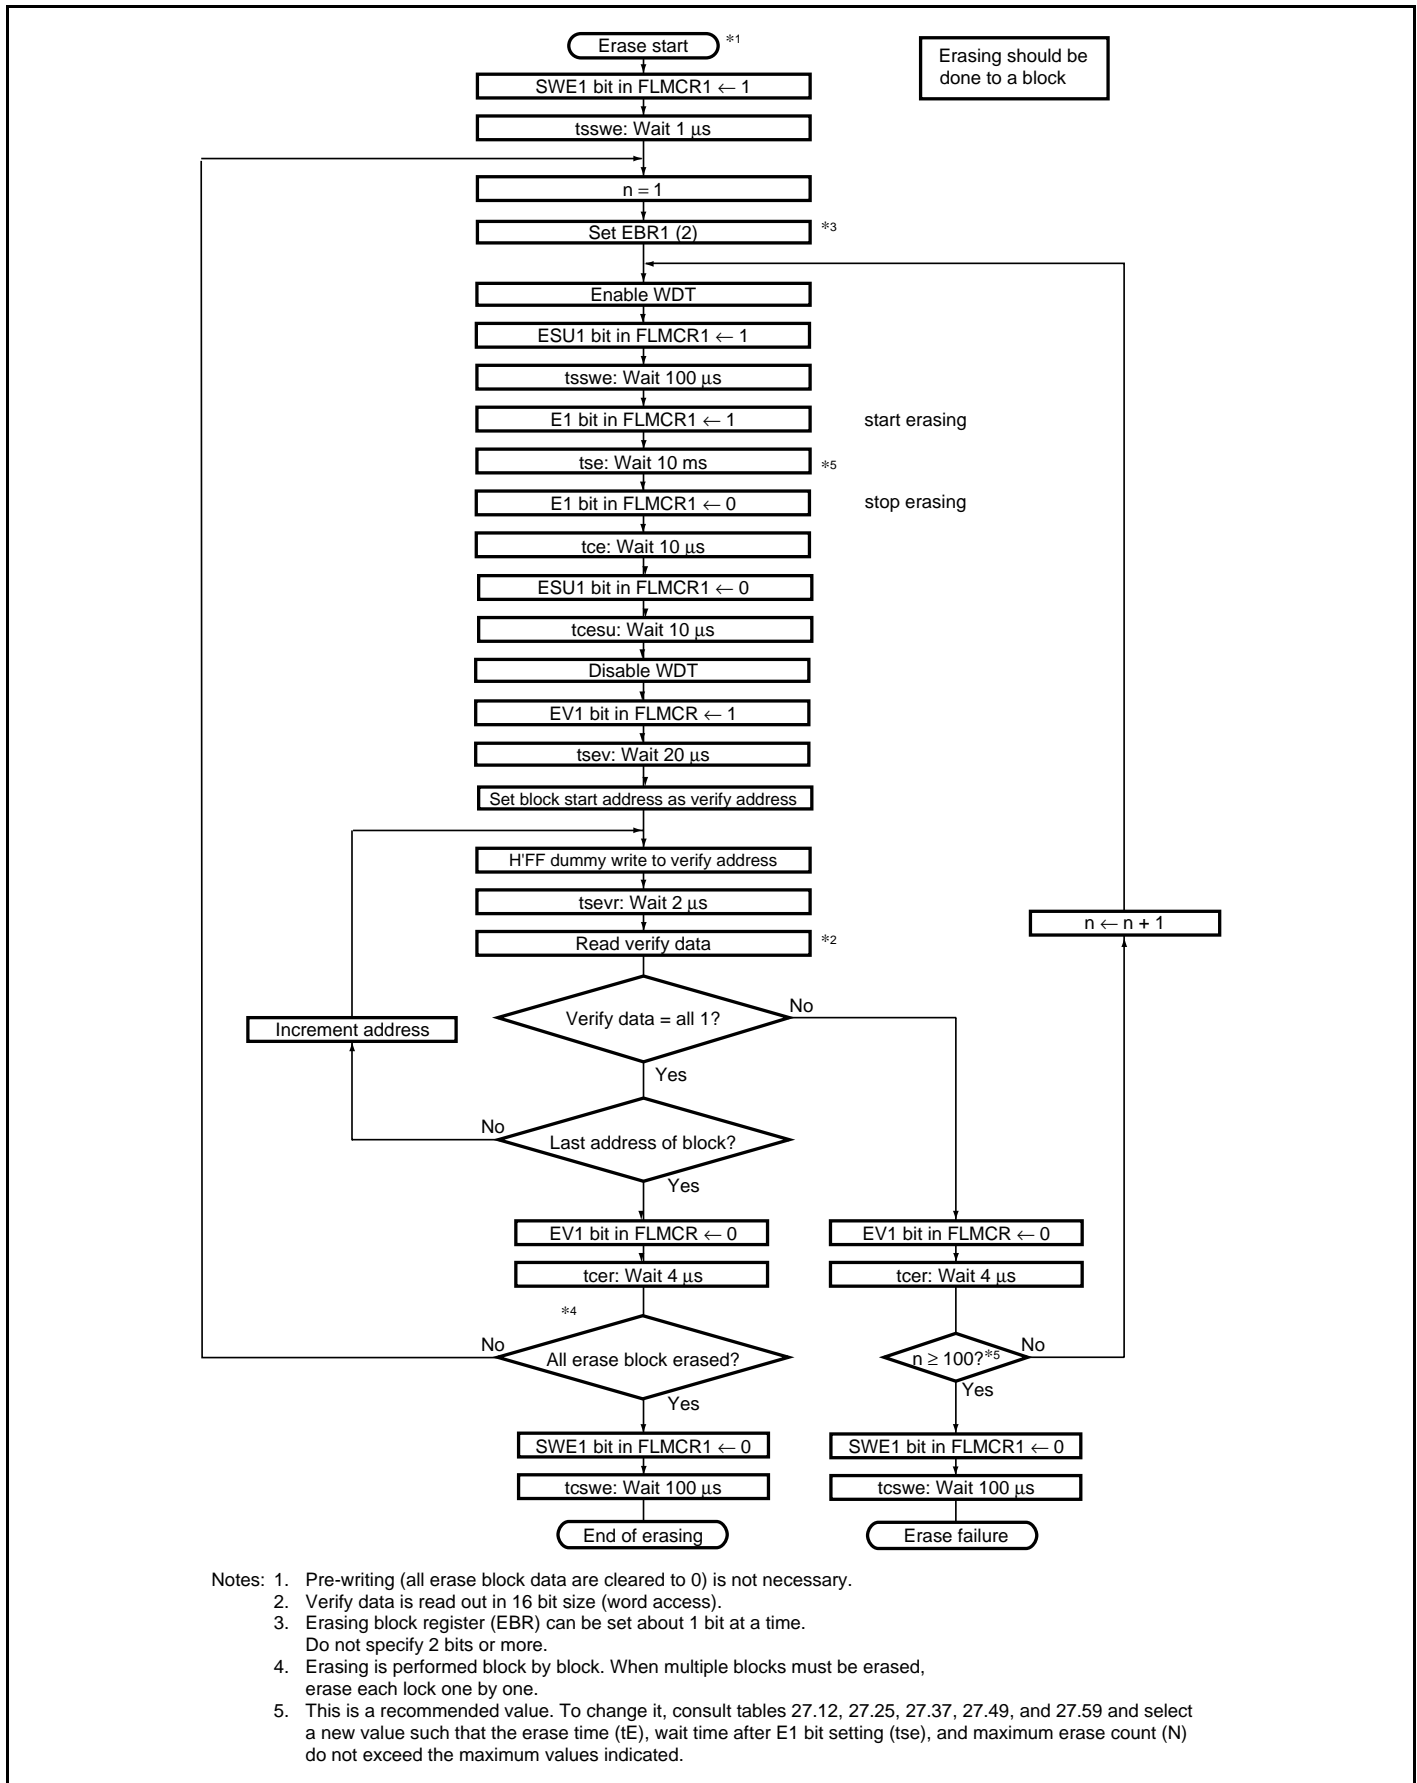 Erase start *1
Erasing should be
done to a block
SWE1 bit in FLMCR1 ← 1
tsswe: Wait 1 μs
n = 1
Set EBR1 (2) *3
Enable WDT
ESU1 bit in FLMCR1 ← 1
tsswe: Wait 100 μs
E1 bit in FLMCR1 ← 1 start erasing
tse: Wait 10 ms *5
E1 bit in FLMCR1 ← 0 stop erasing
tce: Wait 10 μs
ESU1 bit in FLMCR1 ← 0
tcesu: Wait 10 μs
Disable WDT
EV1 bit in FLMCR ← 1
tsev: Wait 20 μs
Set block start address as verify address
H'FF dummy write to verify address
tsevr: Wait 2 μs
n ← n + 1
Read verify data *2
No
Verify data = all 1?
Increment address
Yes
No
Last address of block?
Yes
EV1 bit in FLMCR ← 0 EV1 bit in FLMCR ← 0
tcer: Wait 4 μs tcer: Wait 4 μs
*4
No No
All erase block erased? n ≥ 100?*5
Yes Yes
SWE1 bit in FLMCR1 ← 0 SWE1 bit in FLMCR1 ← 0
tcswe: Wait 100 μs tcswe: Wait 100 μs
End of erasing Erase failure
Notes: 1. Pre-writing (all erase block data are cleared to 0) is not necessary.
2. Verify data is read out in 16 bit size (word access).
3. Erasing block register (EBR) can be set about 1 bit at a time.
Do not specify 2 bits or more.
4. Erasing is performed block by block. When multiple blocks must be erased,
erase each lock one by one.
5. This is a recommended value. To change it, consult tables 27.12, 27.25, 27.37, 27.49, and 27.59 and select
a new value such that the erase time (tE), wait time after E1 bit setting (tse), and maximum erase count (N)
do not exceed the maximum values indicated.